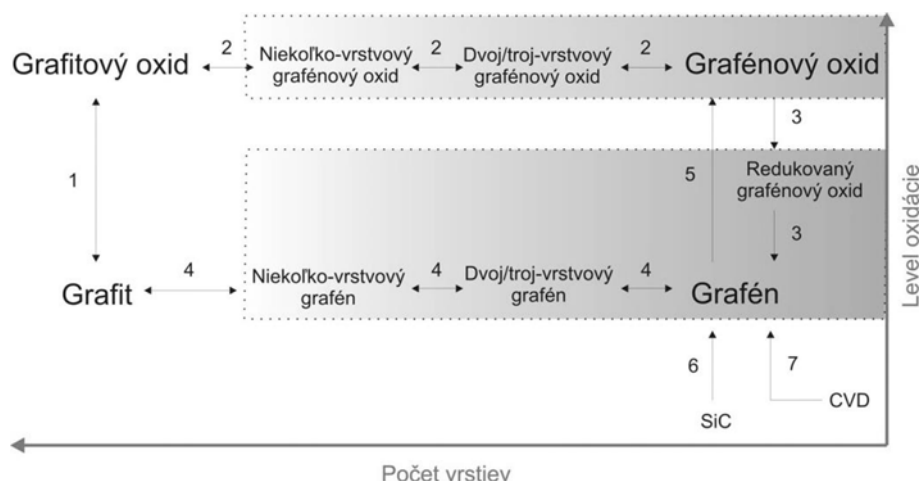 Grafitový oxid
2
Niekoľko-vrstvový
grafénový oxid
2
Dvoj/troj-vrstvový
grafénový oxid
2
Grafénový oxid
1
5
3
Redukovaný
grafénový oxid
3
Grafit
4
Niekoľko-vrstvový
grafén
4
Dvoj/troj-vrstvový
grafén
4
Grafén
6
7
SiC
CVD
Level oxidácie
Počet vrstiev